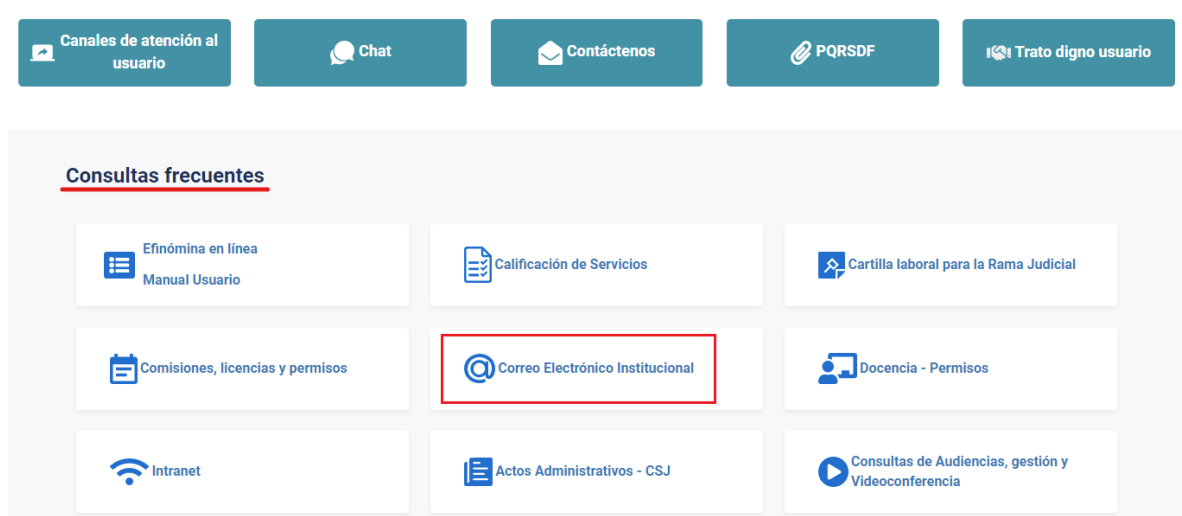 Canales de atención al
usuario
Chat
Contáctenos
PQRSDF
Trato digno usuario
Consultas frecuentes
Efinómina en línea
Manual Usuario
Calificación de Servicios
Cartilla laboral para la Rama Judicial
Comisiones, licencias y permisos
Correo Electrónico Institucional
Docencia - Permisos
Intranet
Actos Administrativos - CSJ
Consultas de Audiencias, gestión y
Videoconferencia